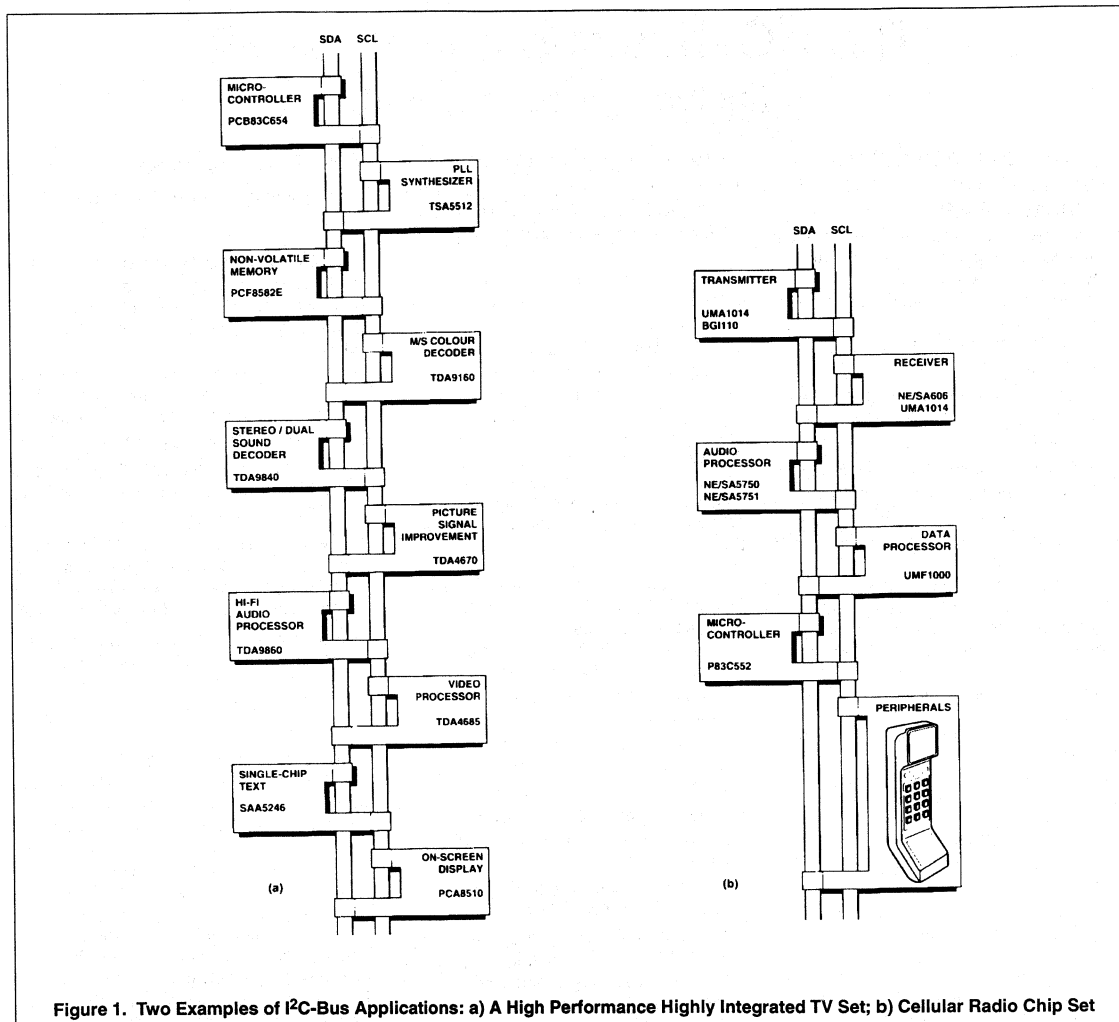 SDA SCL
MICRO-
CONTROLLER
PCB83C654
PLL
SYNTHESIZER
TSA5512
NON-VOLATILE
MEMORY
PCF8582E
M/S COLOUR
DECODER
TDA9160
STEREO / DUAL
SOUND
DECODER
TDA9840
PICTURE
SIGNAL
IMPROVEMENT
TDA4670
HI-FI
AUDIO
PROCESSOR
TDA9860
VIDEO
PROCESSOR
TDA4685
SINGLE-CHIP
TEXT
SAA5246
ON-SCREEN
DISPLAY
PCA8510
(a)
SDA SCL
TRANSMITTER
UMA1014
BGI110
RECEIVER
NE/SA606
UMA1014
AUDIO
PROCESSOR
NE/SA5750
NE/SA5751
DATA
PROCESSOR
UMF1000
MICRO-
CONTROLLER
P83C552
PERIPHERALS
(b)
Figure 1. Two Examples of I²C-Bus Applications: a) A High Performance Highly Integrated TV Set; b) Cellular Radio Chip Set